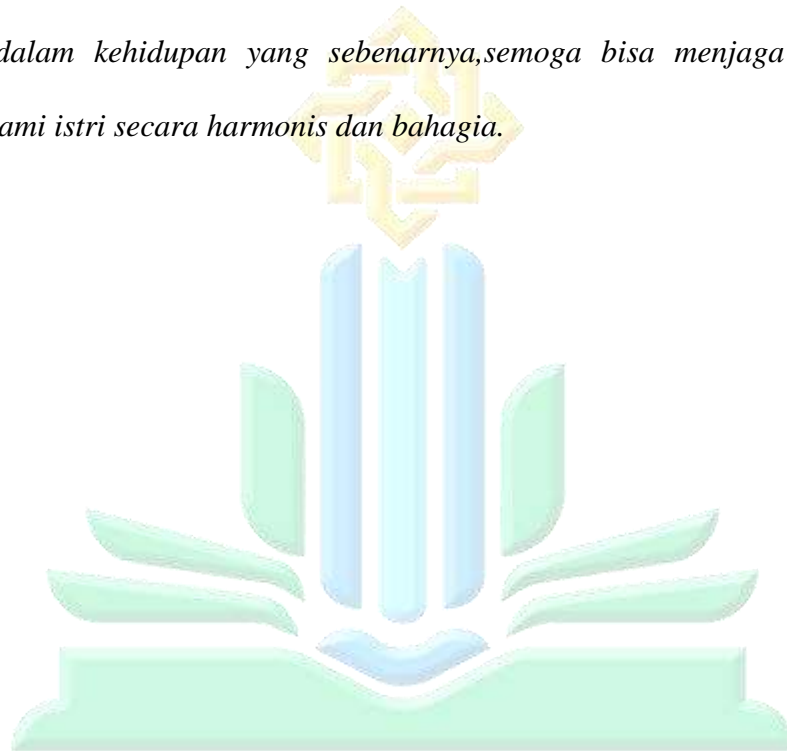 dalam kehidupan yang sebenarnya,semoga bisa menjaga
ami istri secara harmonis dan bahagia.